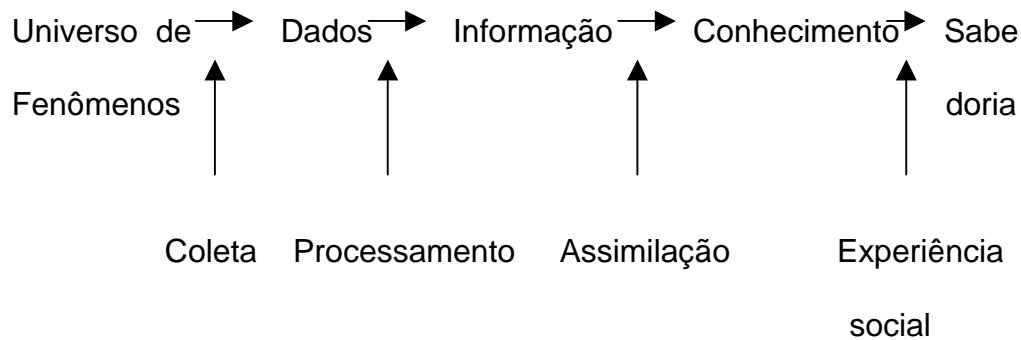 Universo de Dados Informação Conhecimento Sabe
Fenômenos doria
Coleta Processamento Assimilação Experiência
social